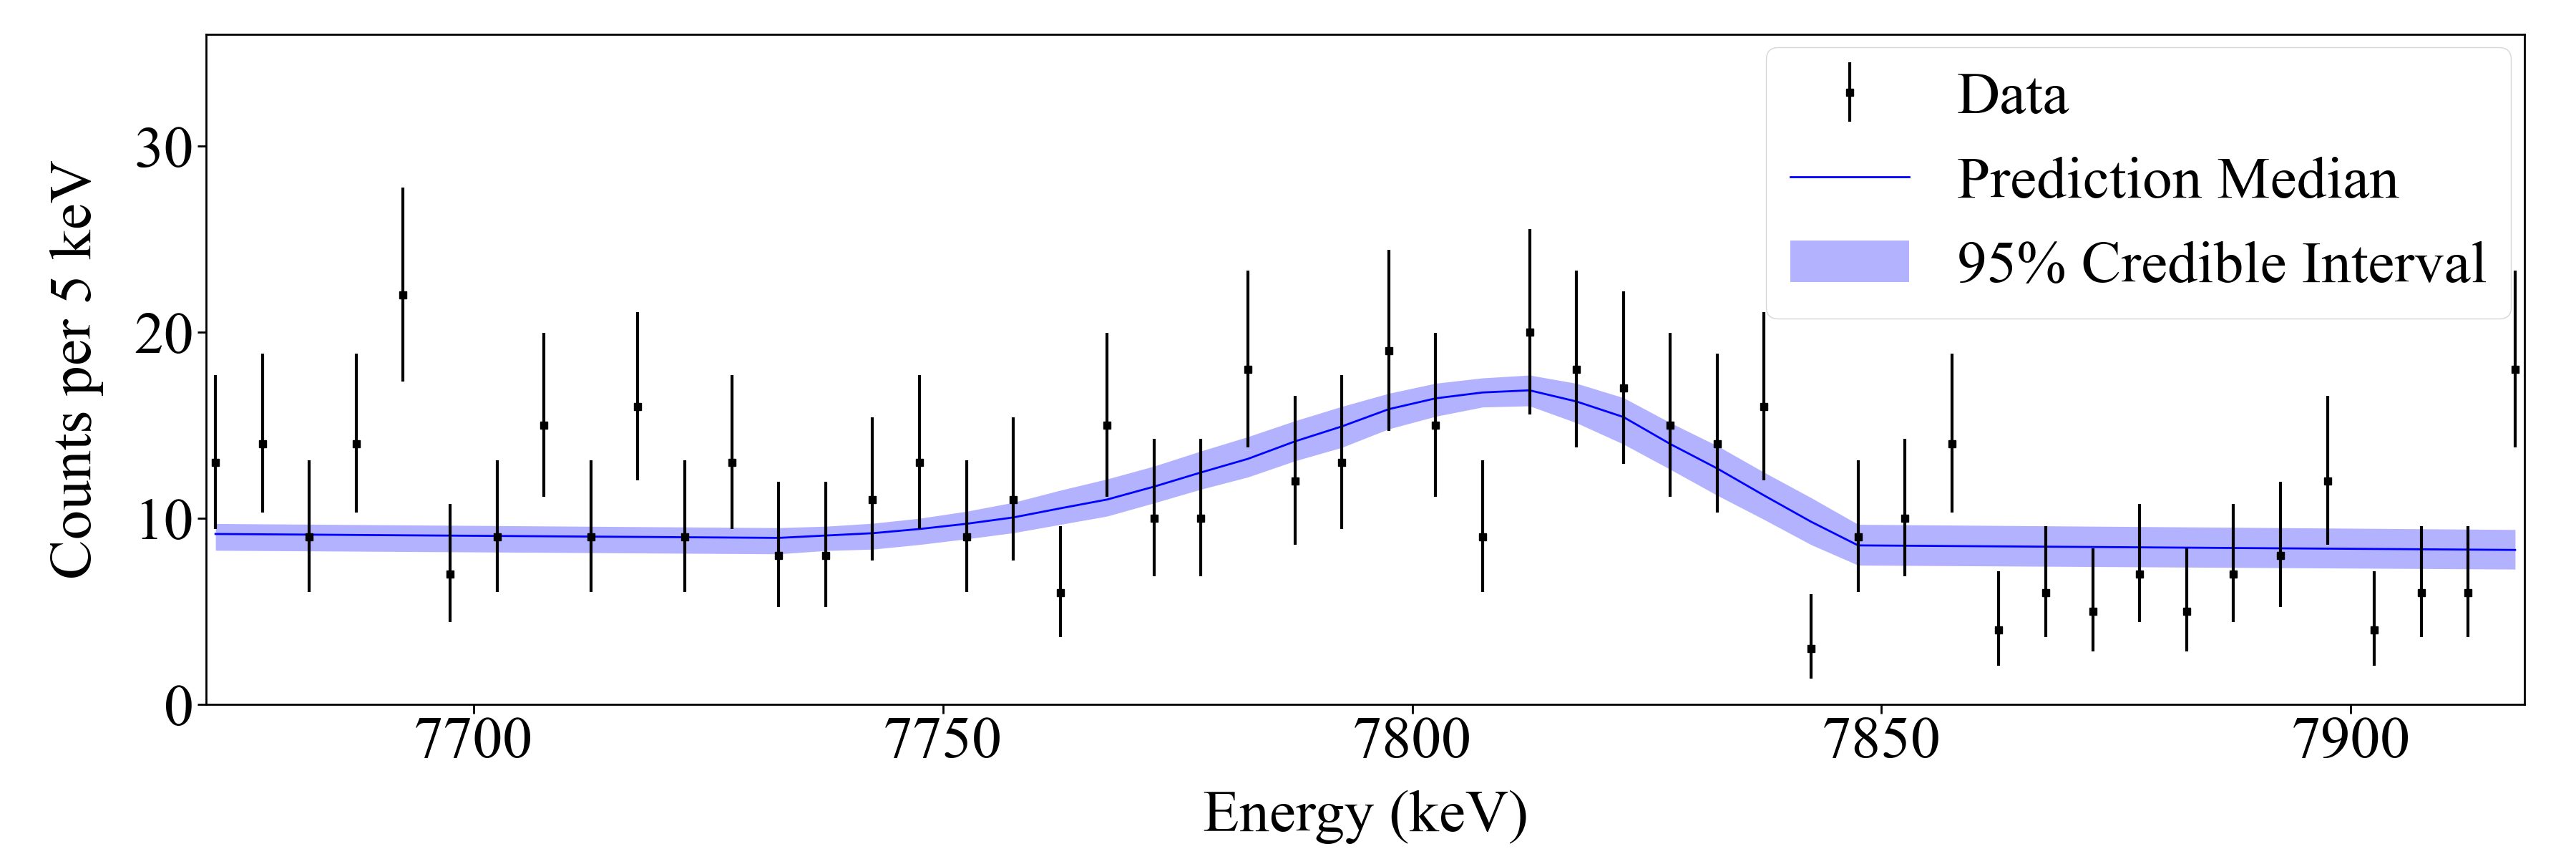 Counts per 5 keV
30
20
10
0
Data
Prediction Median
95% Credible Interval
7700 7750 7800 7850 7900
Energy (keV)